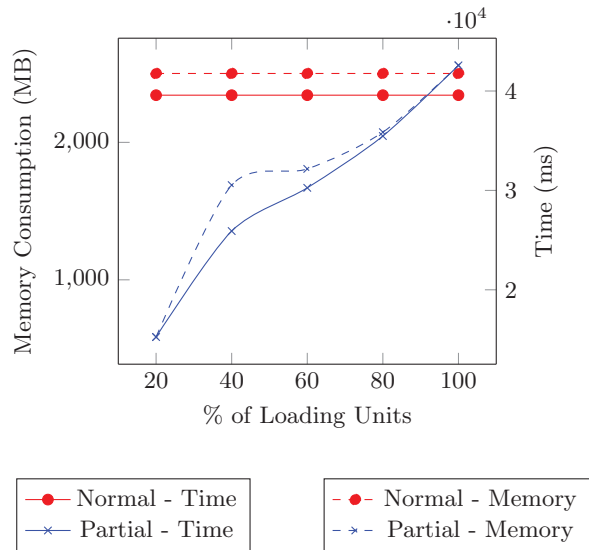 ·10^4
Memory Consumption (MB)
2,000
1,000
4
3
2
Time (ms)
20 40 60 80 100
% of Loading Units
Normal - Time
Partial - Time
Normal - Memory
Partial - Memory